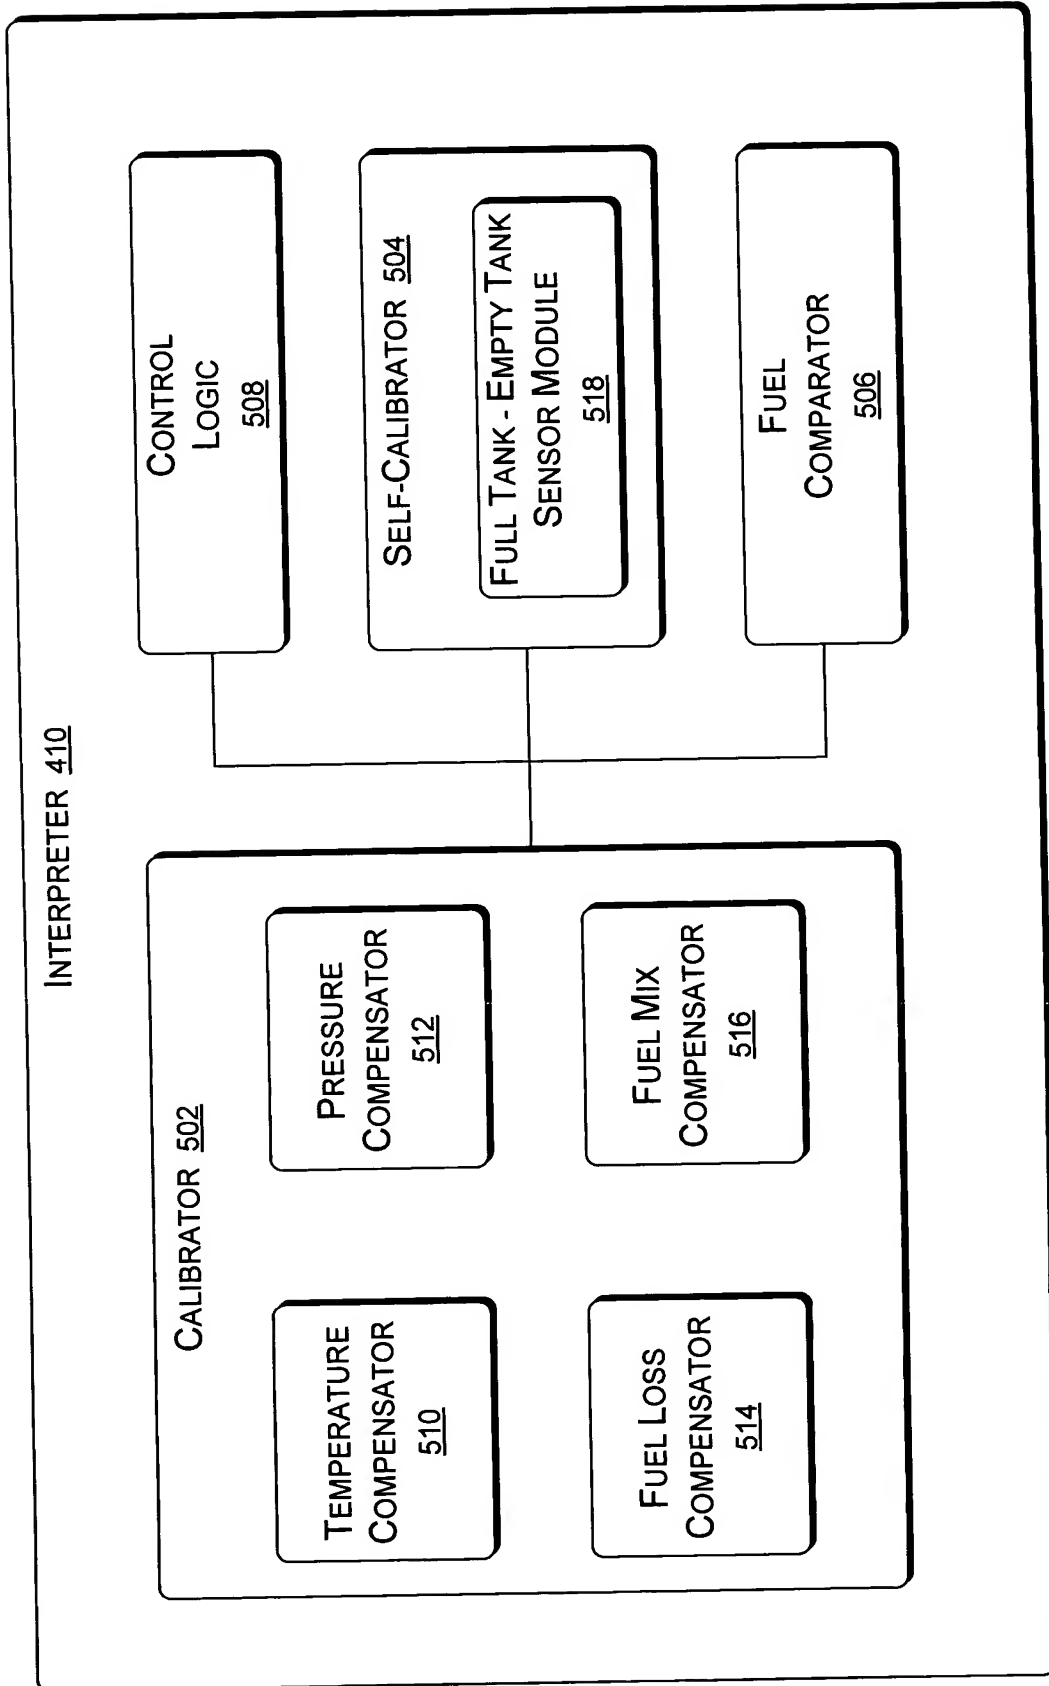 INTERPRETER 410
CALIBRATOR 502
TEMPERATURE
COMPENSATOR
510
PRESSURE
COMPENSATOR
512
FUEL LOSS
COMPENSATOR
514
FUEL MIX
COMPENSATOR
516
CONTROL
LOGIC
508
SELF-CALIBRATOR 504
FULL TANK - EMPTY TANK
SENSOR MODULE
518
FUEL
COMPARATOR
506